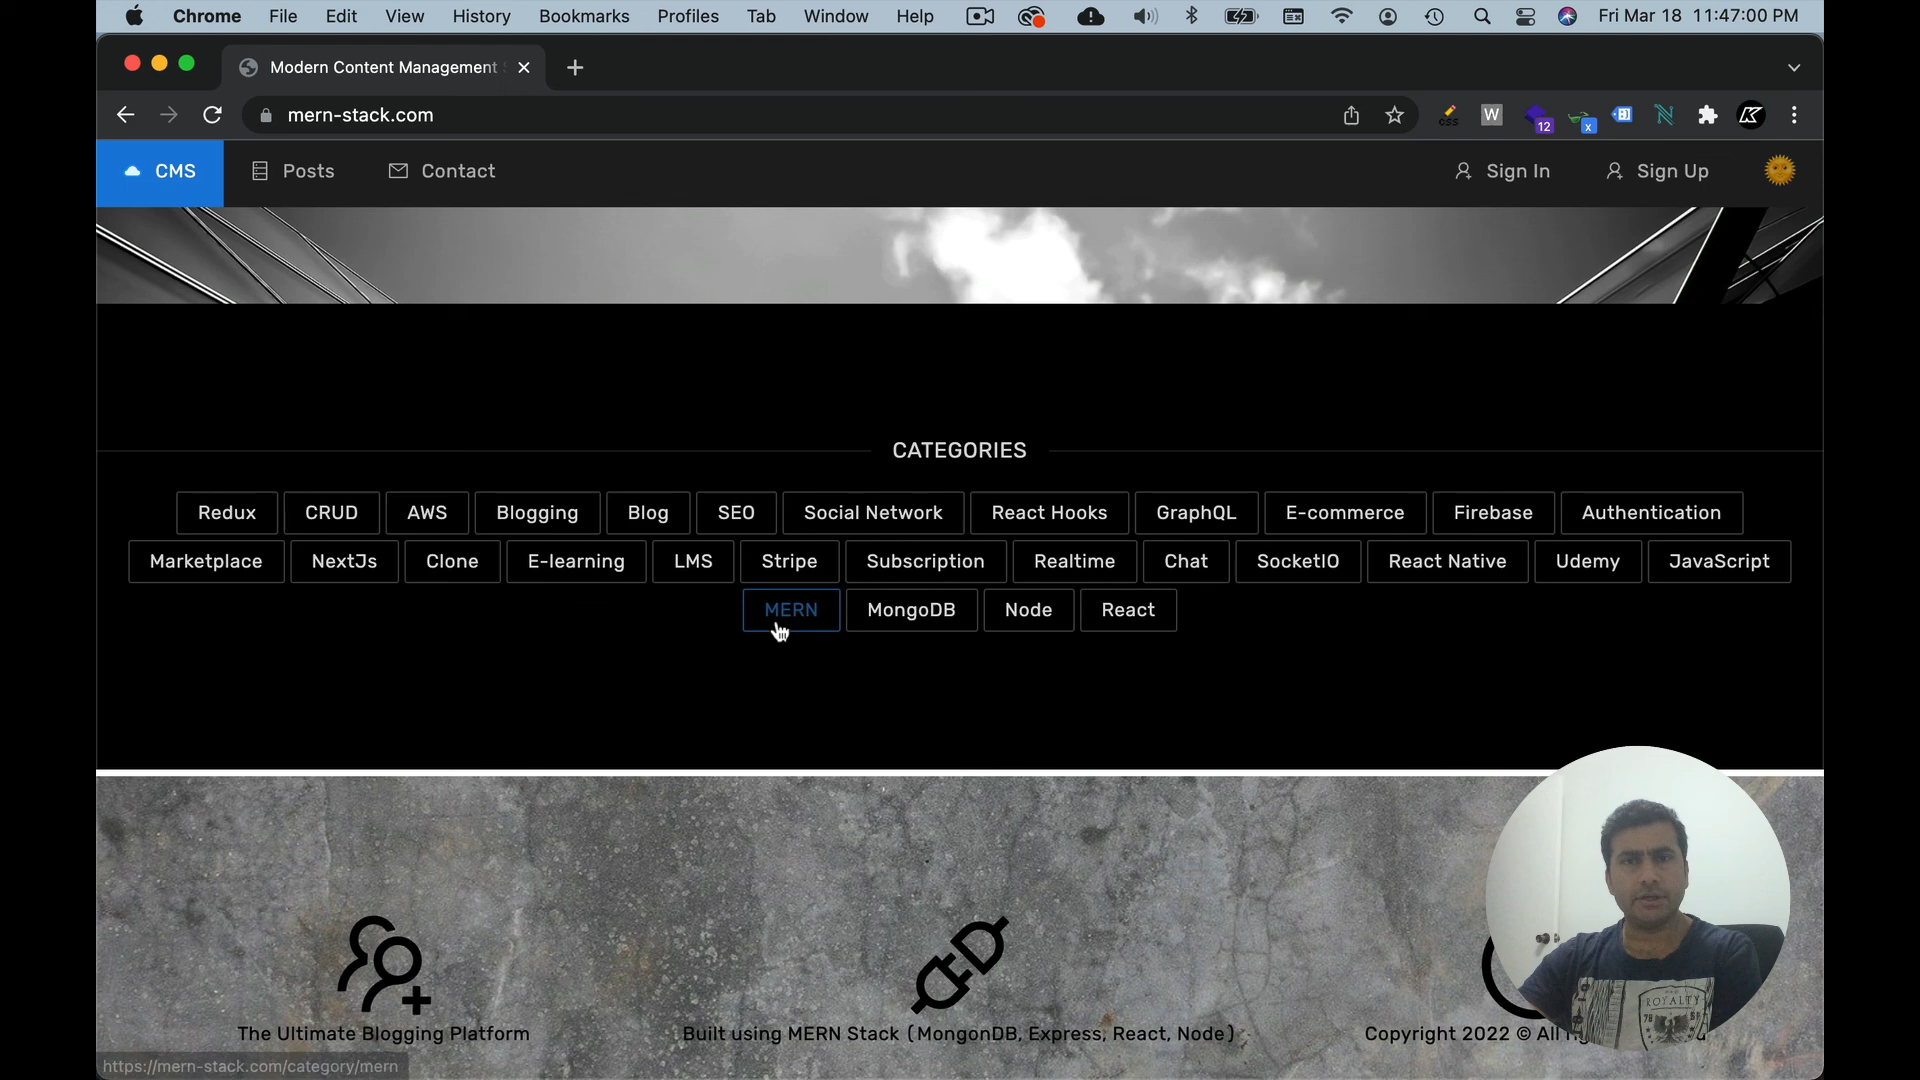 Chrome File Edit View History Bookmarks Profiles Tab Window Help Fri Mar 18 11:47:00 PM
Modern Content Management
mern-stack.com
css W 12 x
CMS Posts Contact Sign In Sign Up
CATEGORIES
Redux CRUD AWS Blogging Blog SEO Social Network React Hooks GraphQL E-commerce Firebase Authentication
Marketplace NextJs Clone E-learning LMS Stripe Subscription Realtime Chat SocketIO React Native Udemy JavaScript
MERN MongoDB Node React
ROYALTY
The Ultimate Blogging Platform Built using MERN Stack (MongonDB, Express, React, Node) Copyright 2022 © All
https://mern-stack.com/category/mern